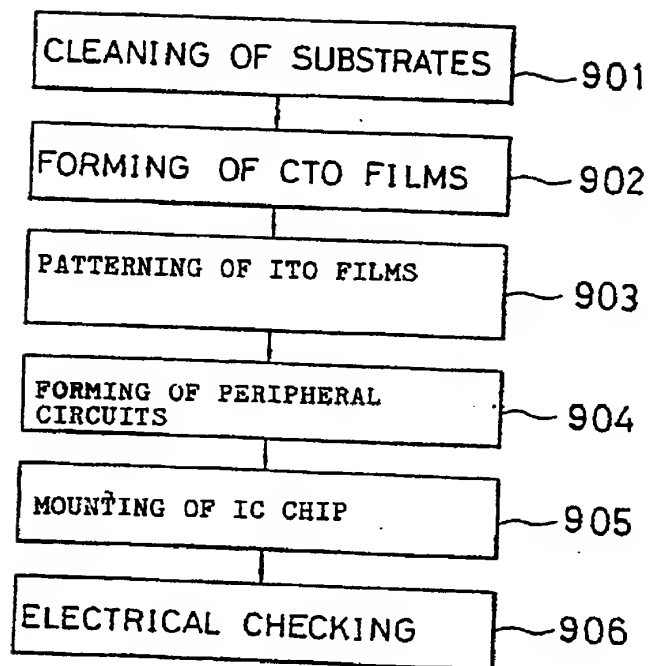 CLEANING OF SUBSTRATES
901
FORMING OF CTO FILMS
902
PATTERNING OF ITO FILMS
903
FORMING OF PERIPHERAL
CIRCUITS
904
MOUNTING OF IC CHIP
905
ELECTRICAL CHECKING
906